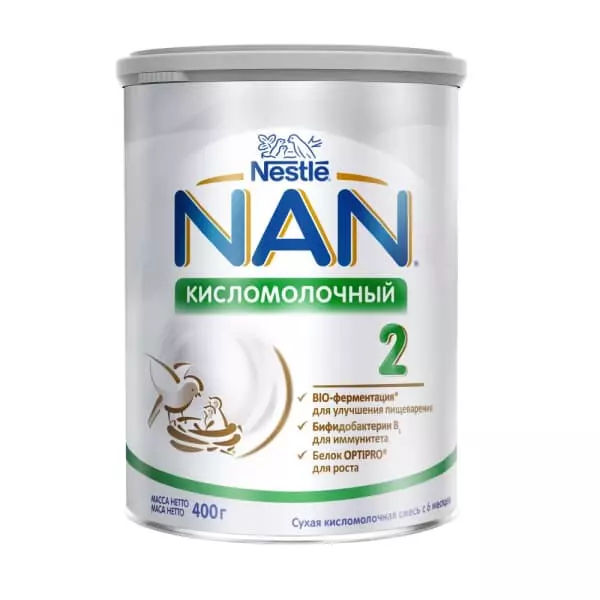 Nestlé
NAN®
КИСЛОМОЛОЧНЫЙ
2
✓ BIO-ферментация®
для улучшения пищеварения
✓ Бифидобактерии BL
для иммунитета
✓ Белок OPTIPRO®
для роста
МАССА НЕТТО
МАСА НЕТТО 400 г
Сухая кисломолочная смесь с 6 месяцев